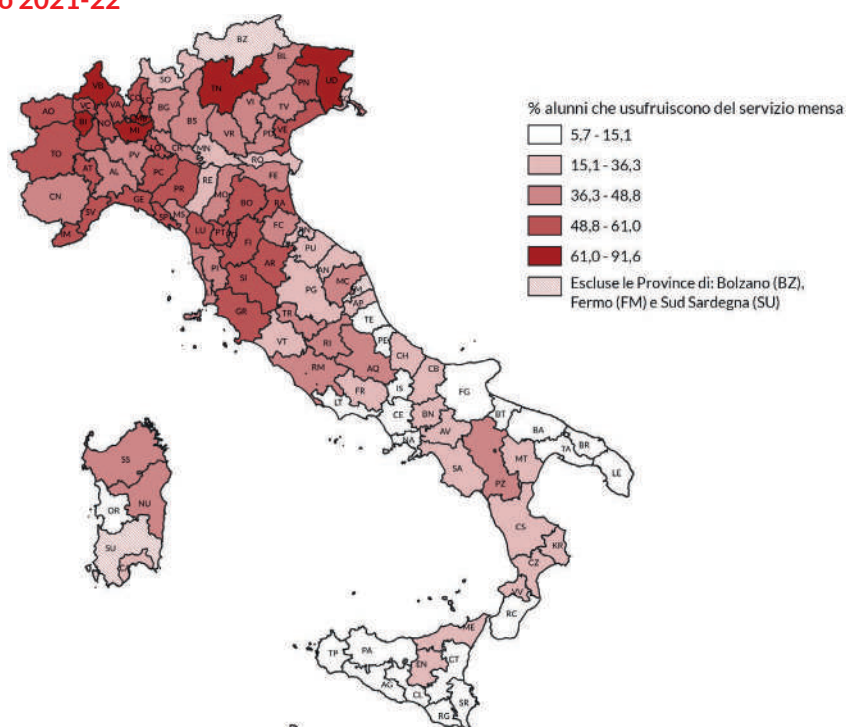 o 2021-22
% alunni che usufruiscono del servizio mensa
5,7 - 15,1
15,1 - 36,3
36,3 - 48,8
48,8 - 61,0
61,0 - 91,6
Escluse le Province di: Bolzano (BZ),
Fermo (FM) e Sud Sardegna (SU)
BZ
BL
SO
UD
PN
VB
TN
BG
VI
TV
VC
VA
AO
BI
NO
MI
BS
VR
PD
VE
TO
PV
LO
CR
MN
RO
AT
AL
PC
RE
FE
CN
PR
MO
BO
RA
GE
SV
SP
MS
FC
IM
LU
PT
FI
PU
PI
AR
AN
SI
MC
PG
AP
GR
TR
TE
VT
RI
PE
RM
AQ
CH
CB
FR
IS
FG
LT
CE
BN
BT
NA
AV
BA
TA
BR
SS
SA
MT
LE
PZ
NU
OR
CS
SU
KR
CZ
VV
RC
ME
TP
PA
EN
CT
AG
CL
SR
RG